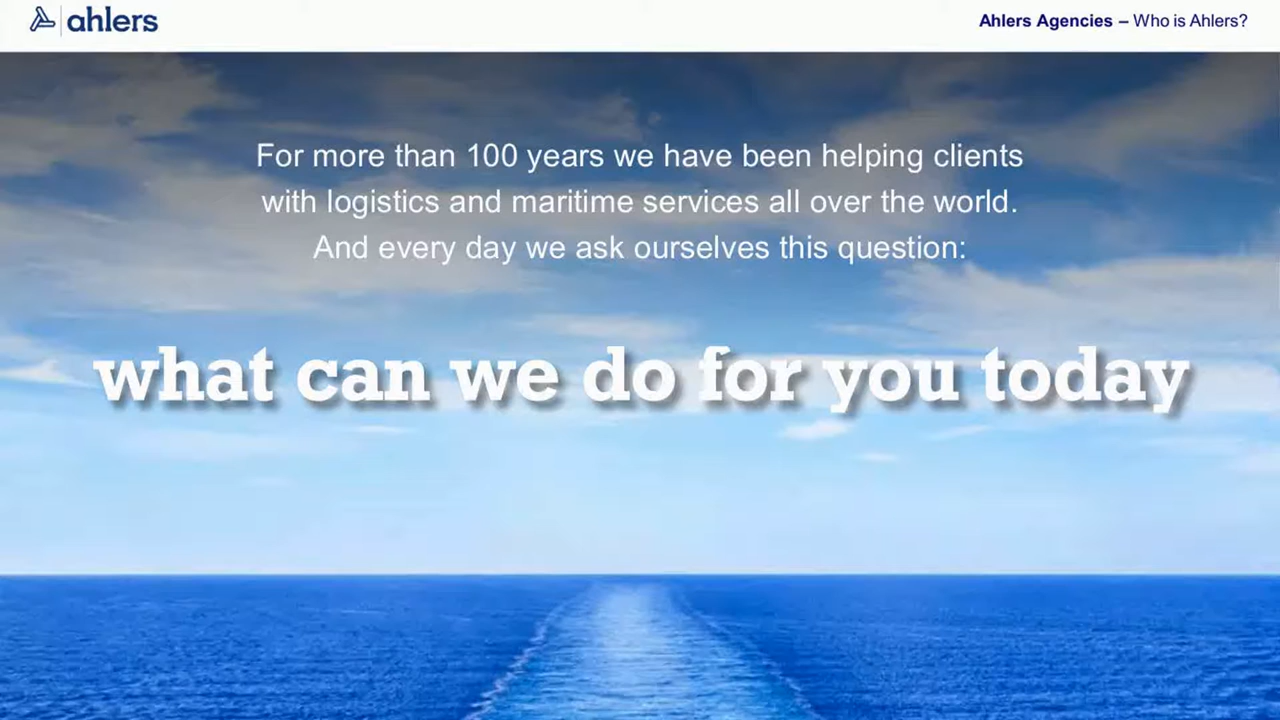 ahlers
Ahlers Agencies – Who is Ahlers?
For more than 100 years we have been helping clients
with logistics and maritime services all over the world.
And every day we ask ourselves this question:
what can we do for you today